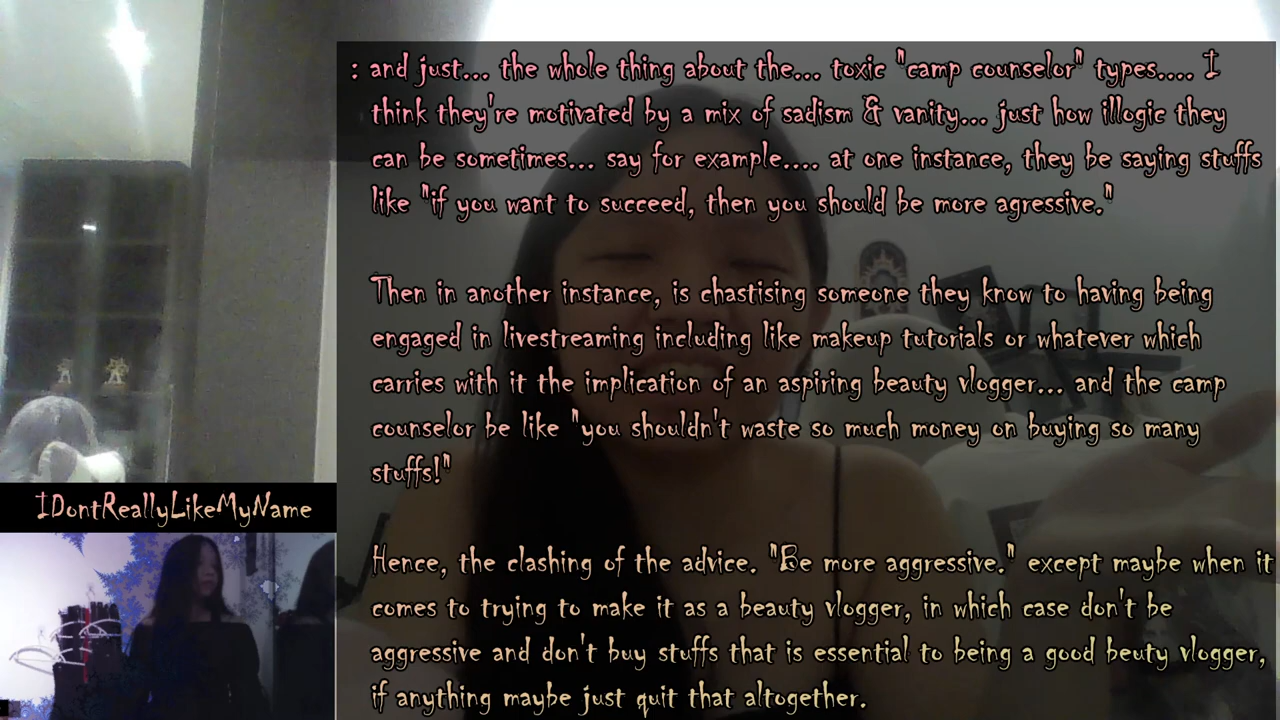 : and just... the whole thing about the... toxic "camp counselor" types.... I
think they're motivated by a mix of sadism & vanity... just how illogic they
can be sometimes... say for example.... at one instance, they be saying stuffs
like "if you want to succeed, then you should be more agressive."
Then in another instance, is chastising someone they know to having being
engaged in livestreaming including like makeup tutorials or whatever which
carries with it the implication of an aspiring beauty vlogger... and the camp
counselor be like "you shouldn't waste so much money on buying so many
stuffs!"
IDontReallyLikeMyName
Hence, the clashing of the advice. "Be more aggressive." except maybe when it
comes to trying to make it as a beauty vlogger, in which case don't be
aggressive and don't buy stuffs that is essential to being a good beuty vlogger,
if anything maybe just quit that altogether.